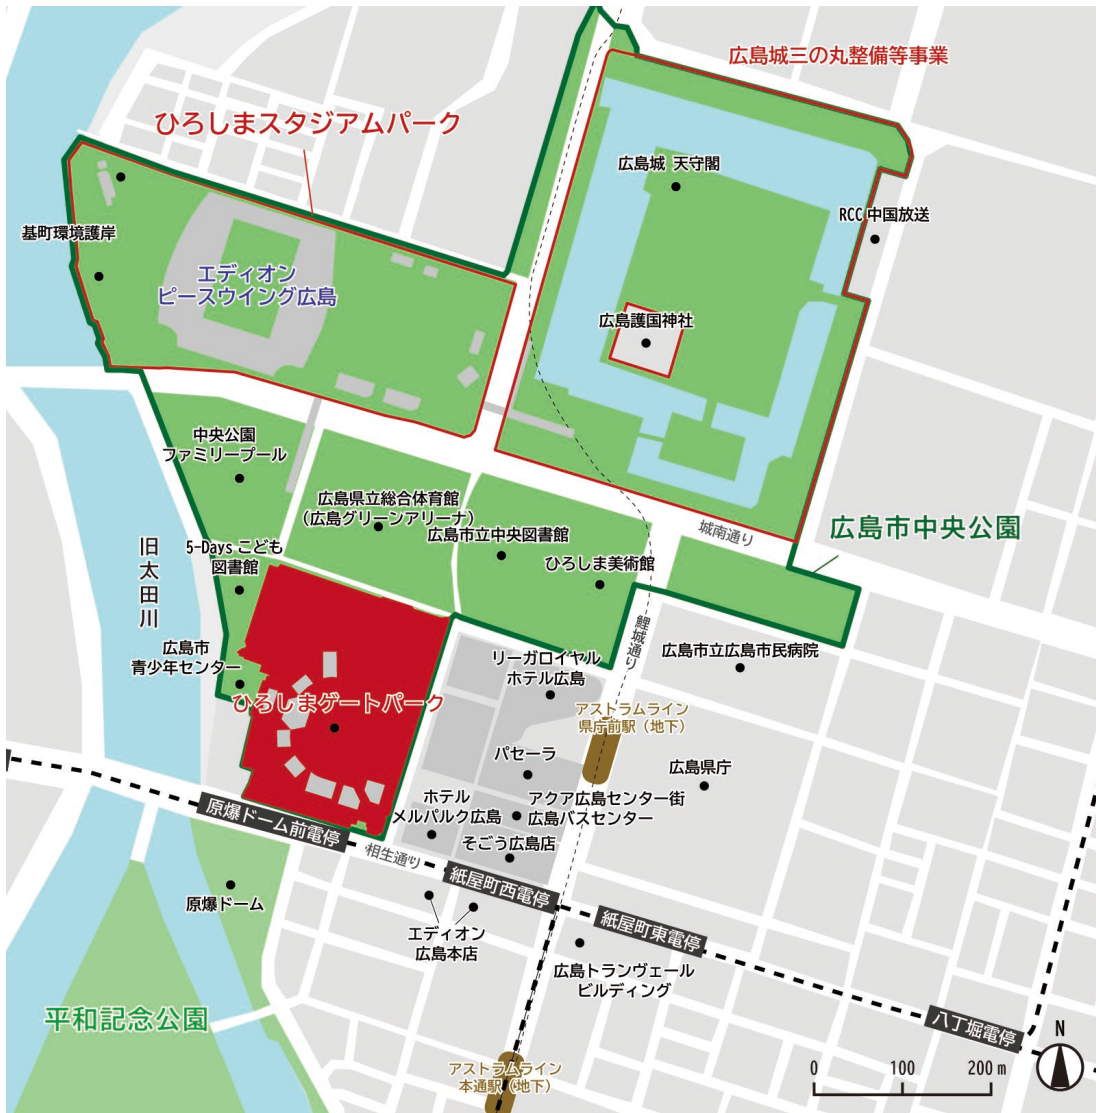 広島城三の丸整備等事業
ひろしまスタジアムパーク
広島城 天守閣
RCC 中国放送
基町環境護岸
エディオン
ピースウイング広島
広島護国神社
中央公園
ファミリープール
広島県立総合体育館
(広島グリーンアリーナ)
広島市立中央図書館
ひろしま美術館
城南通り
広島市中央公園
5-Days こども
図書館
旧太田川
広島市
青少年センター
鯉城通り
リーガロイヤル
ホテル広島
広島市立広島市民病院
ひろしまゲートパーク
アストラムライン
県庁前駅（地下）
パセーラ
広島県庁
ホテル
メルパルク広島
アクア広島センター街
広島バスセンター
そごう広島店
原爆ドーム前電停
相生通り
紙屋町西電停
原爆ドーム
エディオン
広島本店
紙屋町東電停
広島トランヴェール
ビルディング
平和記念公園
八丁堀電停
アストラムライン
本通駅（地下）
N
0 100 200 m